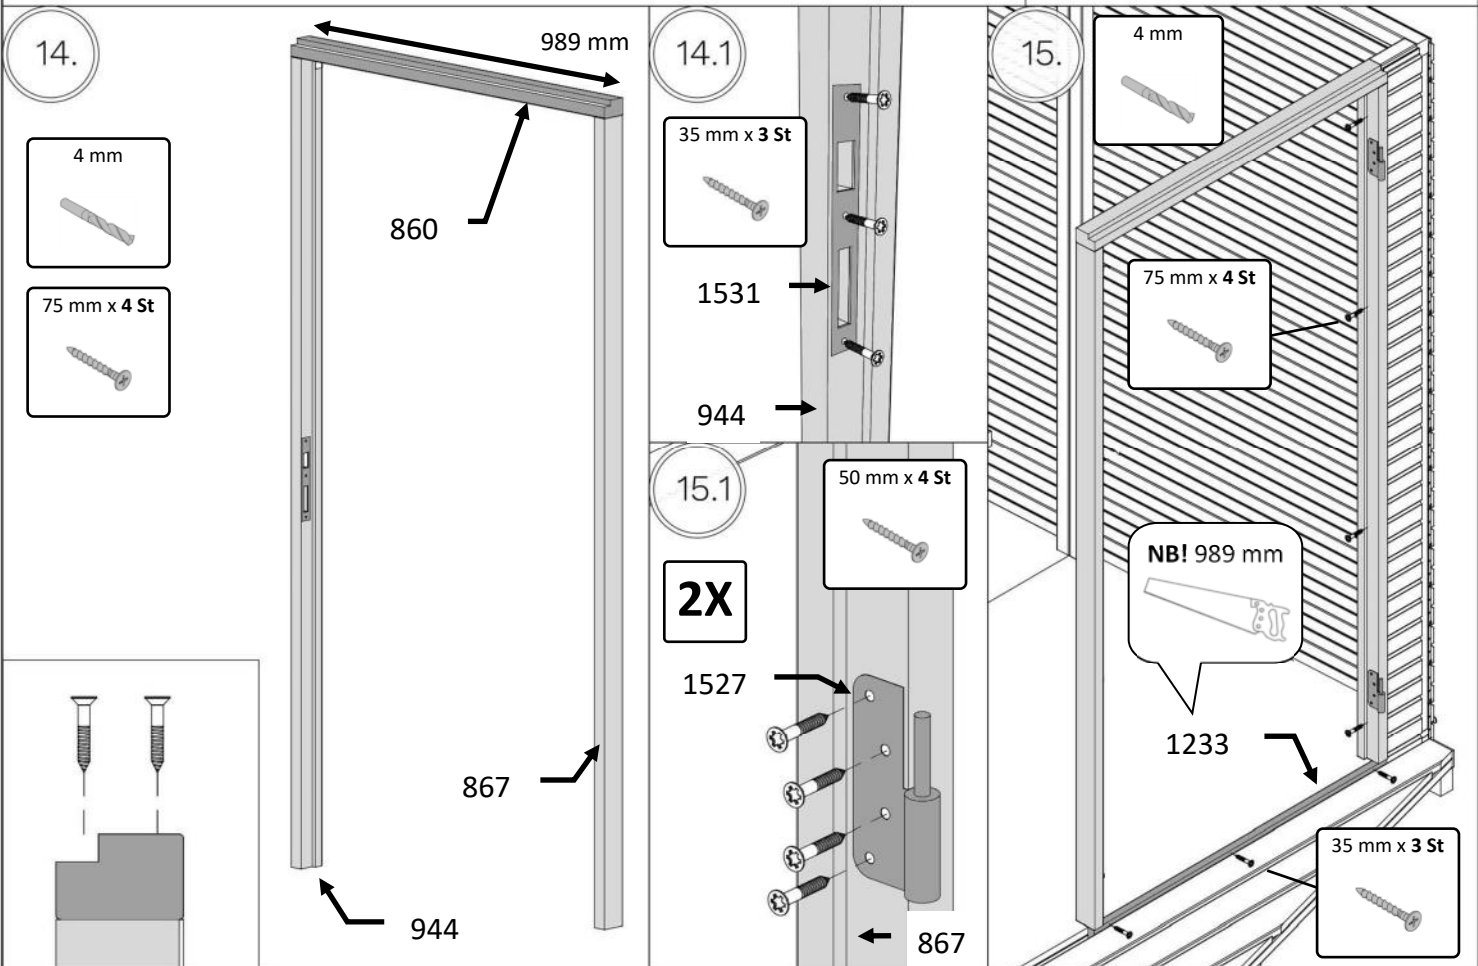 14.
989 mm
4 mm
860
75 mm x 4 St
867
944
14.1
35 mm x 3 St
1531
944
15.1
50 mm x 4 St
2X
1527
867
15.
4 mm
75 mm x 4 St
NB! 989 mm
1233
35 mm x 3 St